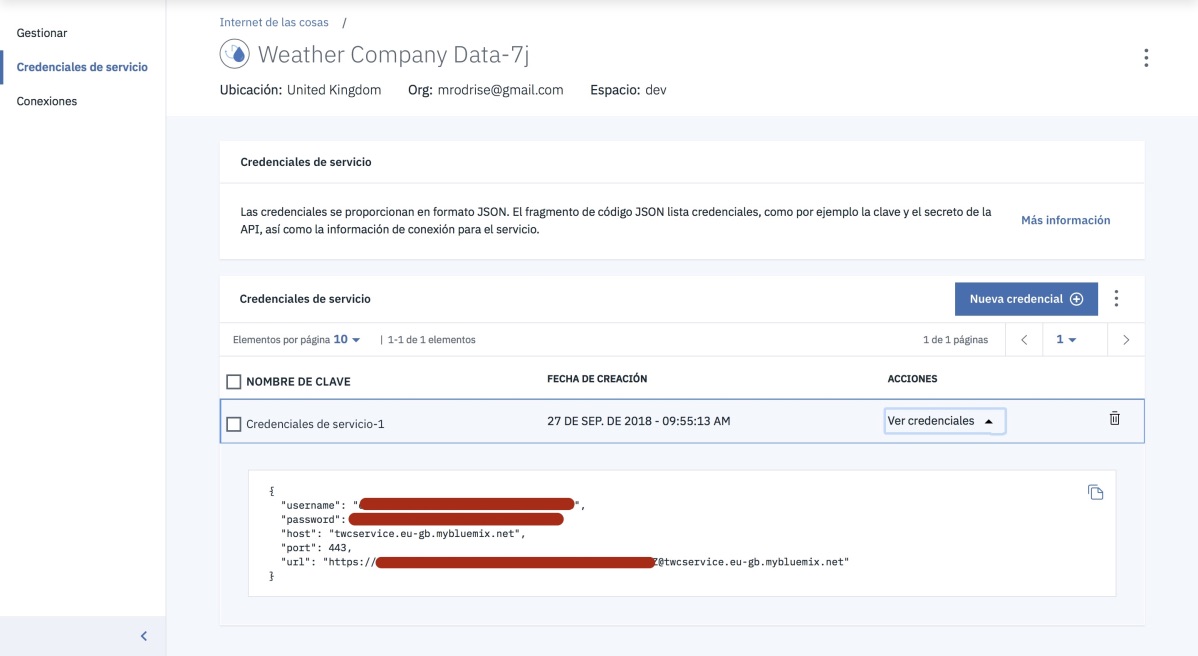 Gestionar
Credenciales de servicio
Conexiones
Internet de las cosas /
Weather Company Data-7j
Ubicación: United Kingdom Org: mrodrise@gmail.com Espacio: dev
Credenciales de servicio
Las credenciales se proporcionan en formato JSON. El fragmento de código JSON lista credenciales, como por ejemplo la clave y el secreto de la
API, así como la información de conexión para el servicio.
Más información
Credenciales de servicio
Nueva credencial
Elementos por página 10 | 1-1 de 1 elementos
1 de 1 páginas
1
NOMBRE DE CLAVE FECHA DE CREACIÓN ACCIONES
Credenciales de servicio-1 27 DE SEP. DE 2018 - 09:55:13 AM Ver credenciales
{
"username": " ",
"password":
"host": "twcservice.eu-gb.mybluemix.net",
"port": 443,
"url": "https:// @twcservice.eu-gb.mybluemix.net"
}